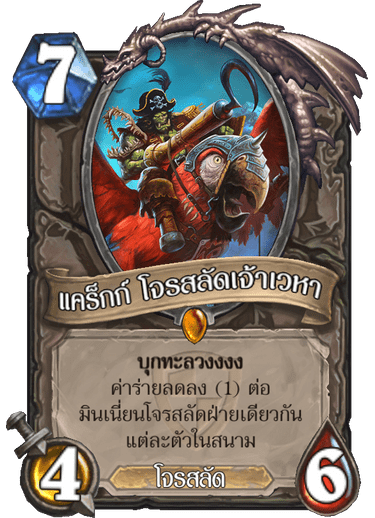 7
แคร็กก์ โจรสลัดเจ้าเวหา
บุกทะลวงงงง
ค่าร่ายลดลง (1) ต่อ
มินเนี่ยนโจรสลัดฝ่ายเดียวกัน
แต่ละตัวในสนาม
4
โจรสลัด
6